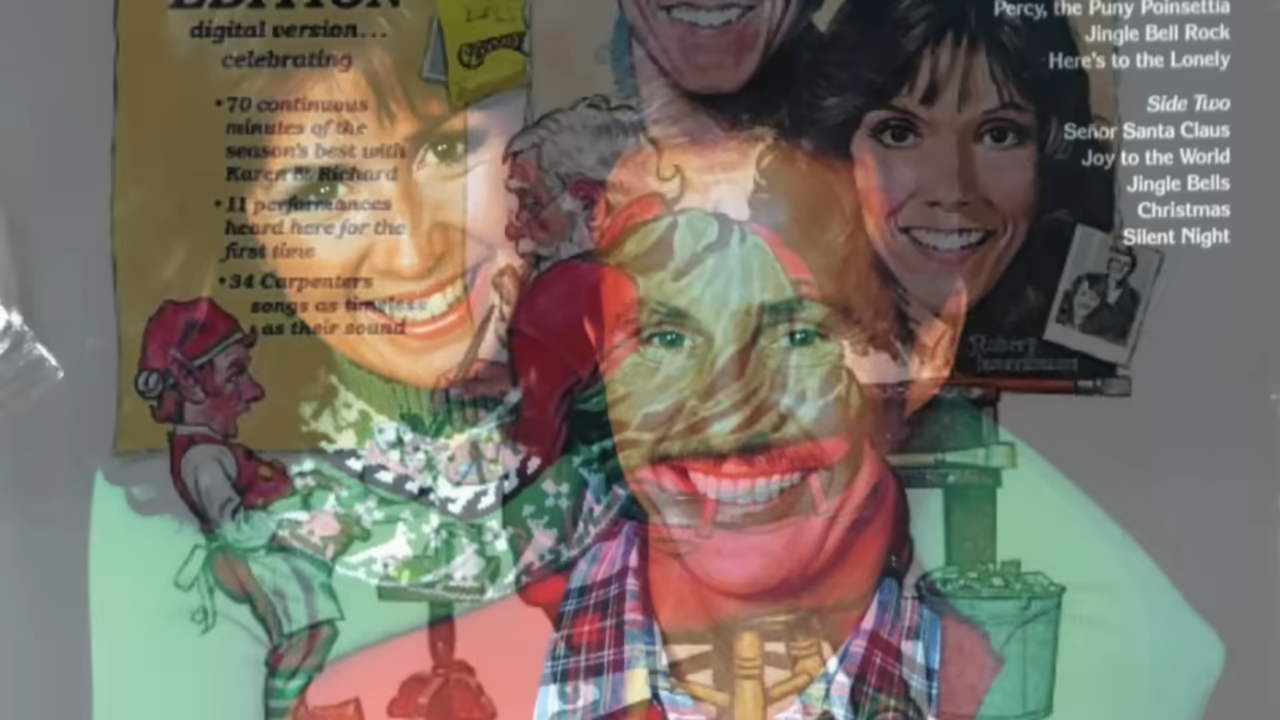 EDITION
digital version...
celebrating
•70 continuous
minutes of the
season's best with
Karen & Richard
•11 performances
heard here for the
first time
•34 Carpenters
songs as timeless
as their sound
Percy, the Puny Poinsettia
Jingle Bell Rock
Here's to the Lonely
Side Two
Señor Santa Claus
Joy to the World
Jingle Bells
Christmas
Silent Night